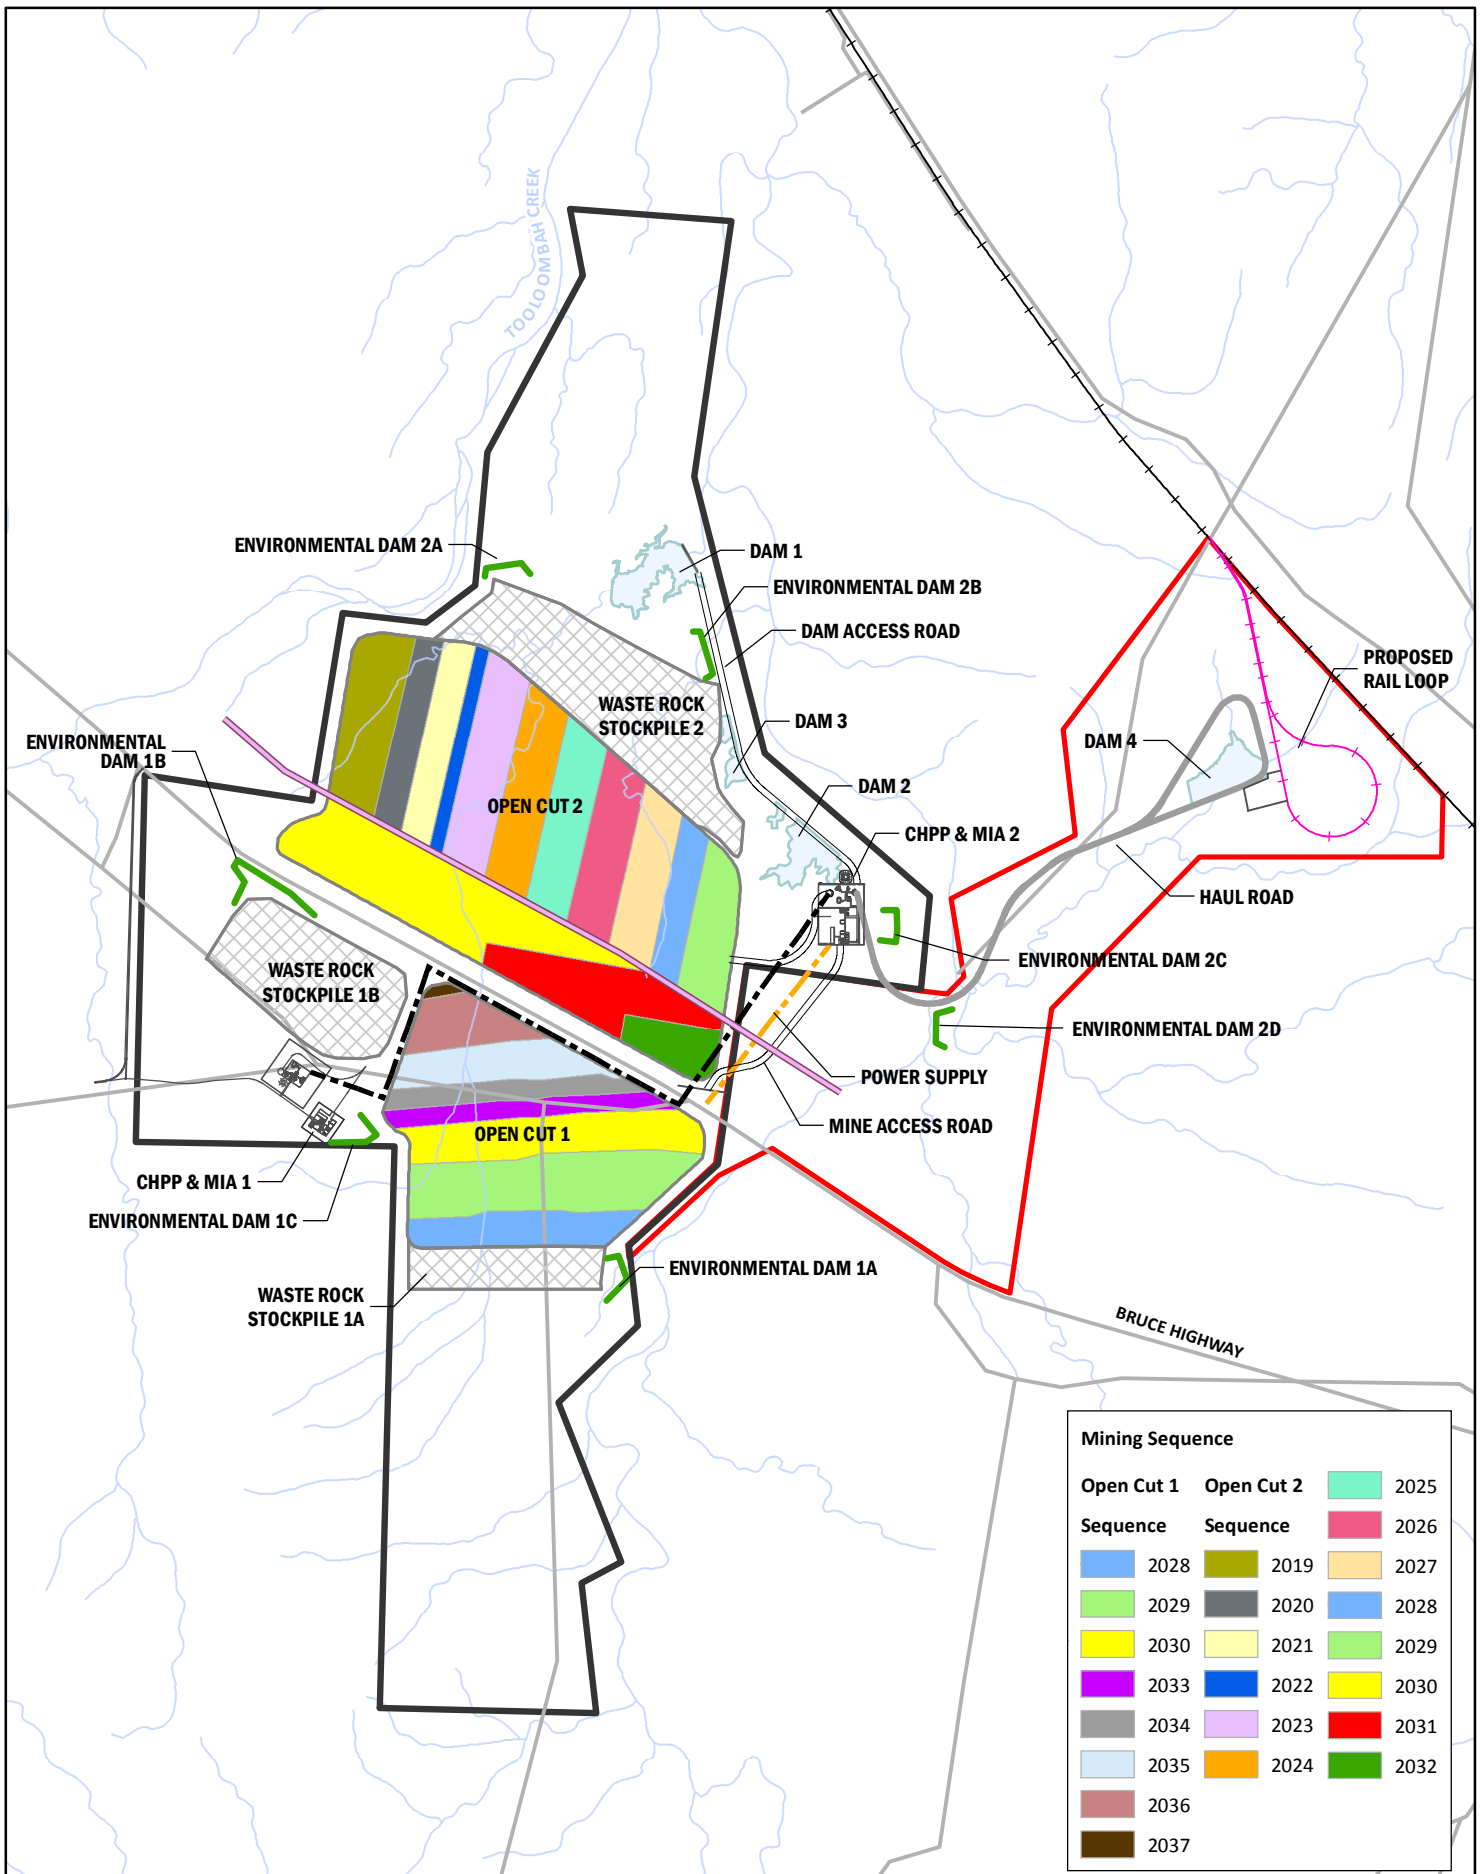 TOOLOOMBAH CREEK
ENVIRONMENTAL DAM 2A
DAM 1
ENVIRONMENTAL DAM 2B
DAM ACCESS ROAD
PROPOSED
RAIL LOOP
WASTE ROCK
STOCKPILE 2
DAM 3
DAM 4
ENVIRONMENTAL
DAM 1B
DAM 2
OPEN CUT 2
CHPP & MIA 2
HAUL ROAD
ENVIRONMENTAL DAM 2C
WASTE ROCK
STOCKPILE 1B
ENVIRONMENTAL DAM 2D
POWER SUPPLY
MINE ACCESS ROAD
OPEN CUT 1
CHPP & MIA 1
ENVIRONMENTAL DAM 1C
ENVIRONMENTAL DAM 1A
WASTE ROCK
STOCKPILE 1A
BRUCE HIGHWAY
Mining Sequence
Open Cut 1
Sequence
2028
2029
2030
2033
2034
2035
2036
2037
Open Cut 2
Sequence
2019
2020
2021
2022
2023
2024
2025
2026
2027
2028
2029
2030
2031
2032